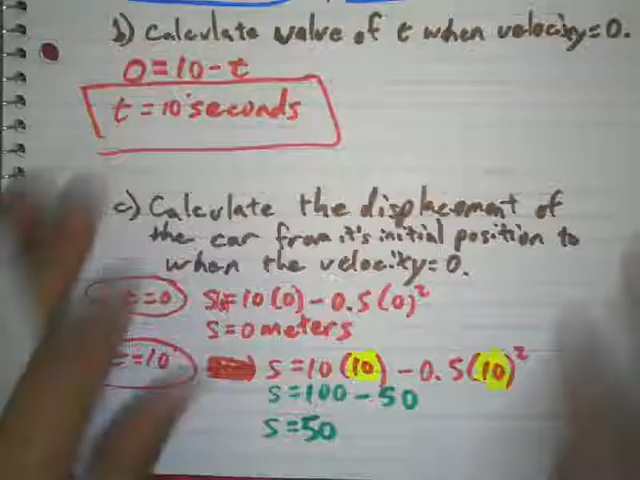 b) Calculate value of t when velocity=0.
0=10-t
t=10 seconds
c) Calculate the displacement of
the car from it's initial position to
when the velocity=0.
t=0 S=10(0)-0.5(0)²
S=0 meters
=10 S=10(10)-0.5(10)²
S=100-50
S=50